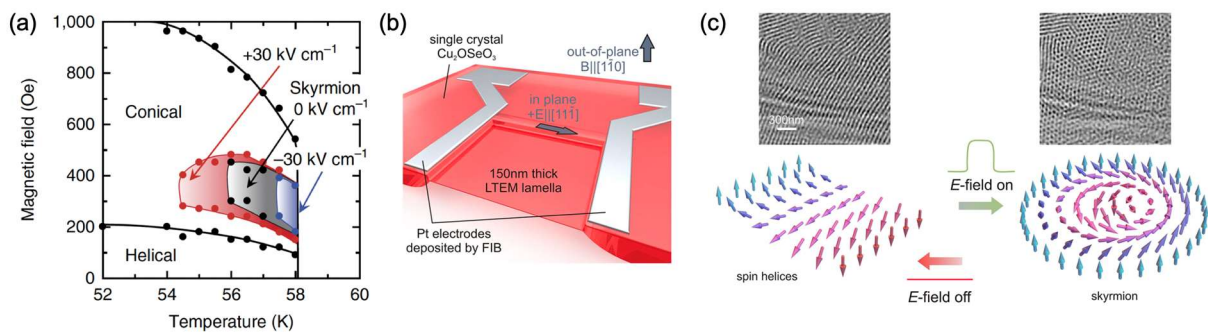 (a)
1,000
800
600
400
200
0
Magnetic field (Oe)
52
54
56
58
60
Temperature (K)
+30 kV cm⁻¹
Skyrmion
0 kV cm⁻¹
−30 kV cm⁻¹
Conical
Helical
(b)
single crystal
Cu₂OSeO₃
out-of-plane
B||[1-10]
in plane
+E||[111]
150nm thick
LTEM lamella
Pt electrodes
deposited by FIB
(c)
300nm
E-field on
E-field off
spin helices
skyrmion